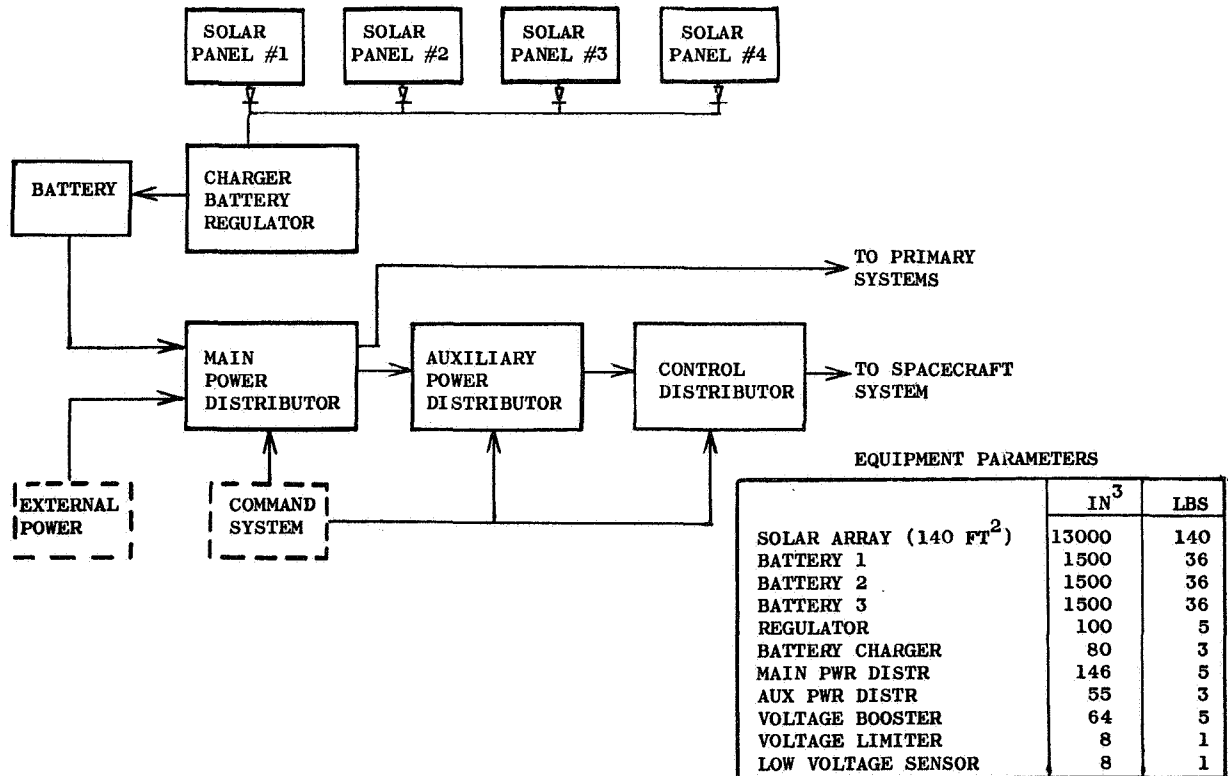 SOLAR
PANEL #1
SOLAR
PANEL #2
SOLAR
PANEL #3
SOLAR
PANEL #4
BATTERY
CHARGER
BATTERY
REGULATOR
TO PRIMARY
SYSTEMS
MAIN
POWER
DISTRIBUTOR
AUXILIARY
POWER
DISTRIBUTOR
CONTROL
DISTRIBUTOR
TO SPACECRAFT
SYSTEM
EXTERNAL
POWER
COMMAND
SYSTEM
EQUIPMENT PARAMETERS
IN³ LBS
SOLAR ARRAY (140 FT²) 13000 140
BATTERY 1 1500 36
BATTERY 2 1500 36
BATTERY 3 1500 36
REGULATOR 100 5
BATTERY CHARGER 80 3
MAIN PWR DISTR 146 5
AUX PWR DISTR 55 3
VOLTAGE BOOSTER 64 5
VOLTAGE LIMITER 8 1
LOW VOLTAGE SENSOR 8 1